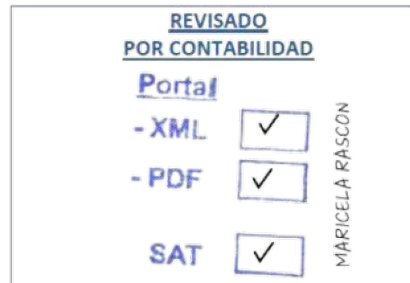 REVISADO
POR CONTABILIDAD
Portal
- XML ✓
- PDF ✓
SAT ✓
MARICELA RASCON